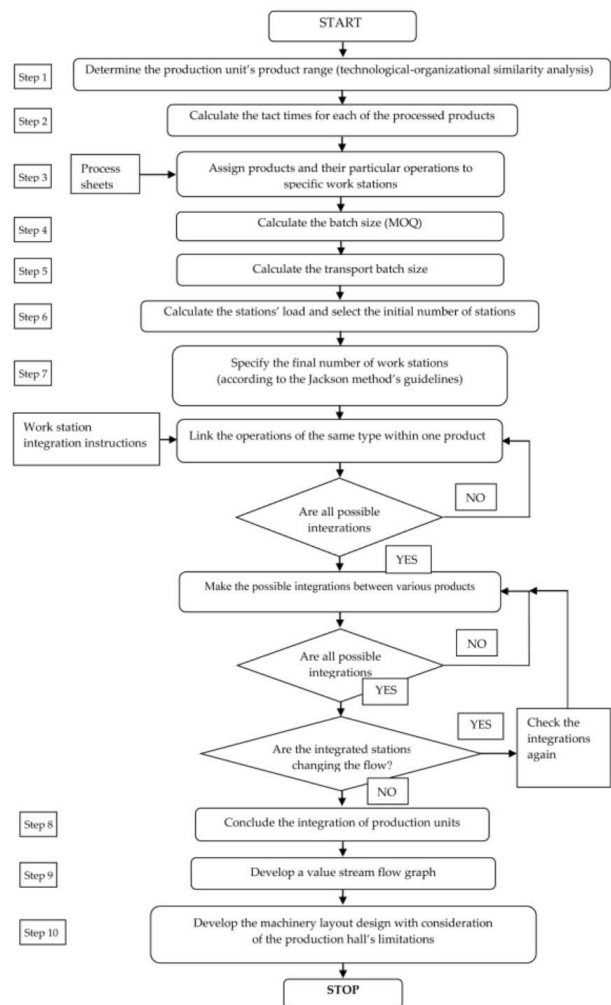 START
Step 1
Determine the production unit's product range (technological-organizational similarity analysis)
Step 2
Calculate the tact times for each of the processed products
Step 3
Process
sheets
Assign products and their particular operations to
specific work stations
Step 4
Calculate the batch size (MOQ)
Step 5
Calculate the transport batch size
Step 6
Calculate the stations' load and select the initial number of stations
Step 7
Specify the final number of work stations
(according to the Jackson method's guidelines)
Work station
integration instructions
Link the operations of the same type within one product
NO
Are all possible
integrations
YES
Make the possible integrations between various products
NO
Are all possible
integrations
YES
YES
Check the
integrations
again
Are the integrated stations
changing the flow?
NO
Step 8
Conclude the integration of production units
Step 9
Develop a value stream flow graph
Step 10
Develop the machinery layout design with consideration
of the production hall's limitations
STOP